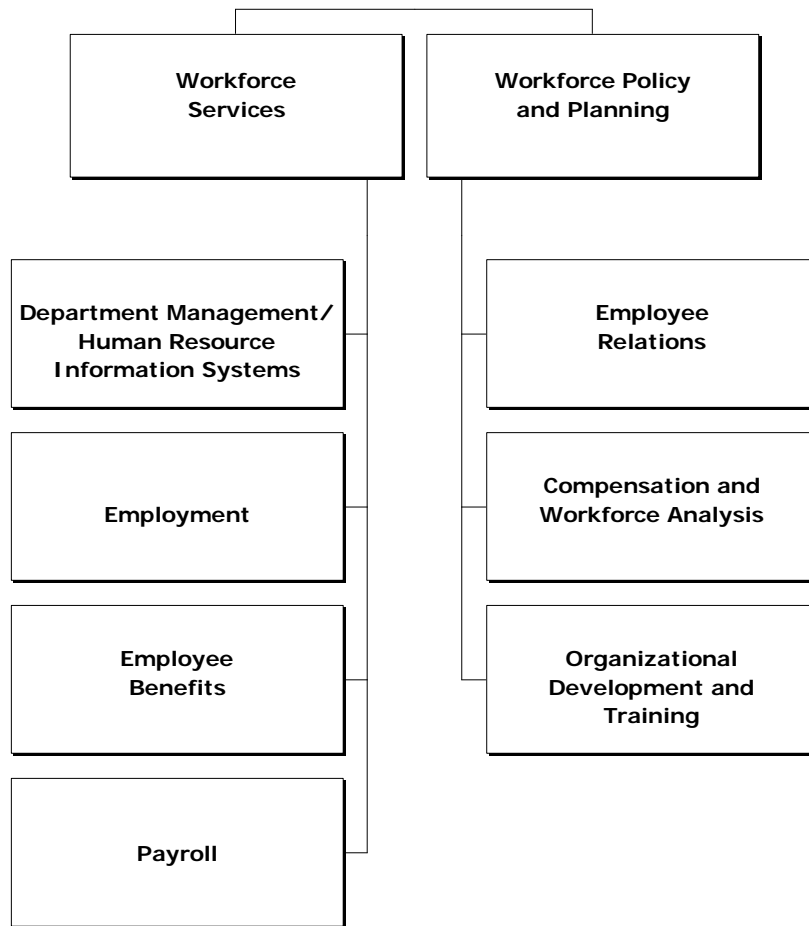 Workforce
Services
Workforce Policy
and Planning
Department Management/
Human Resource
Information Systems
Employment
Employee
Benefits
Payroll
Employee
Relations
Compensation and
Workforce Analysis
Organizational
Development and
Training